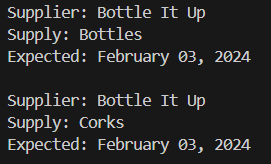 Supplier: Bottle It Up
Supply: Bottles
Expected: February 03, 2024

Supplier: Bottle It Up
Supply: Corks
Expected: February 03, 2024